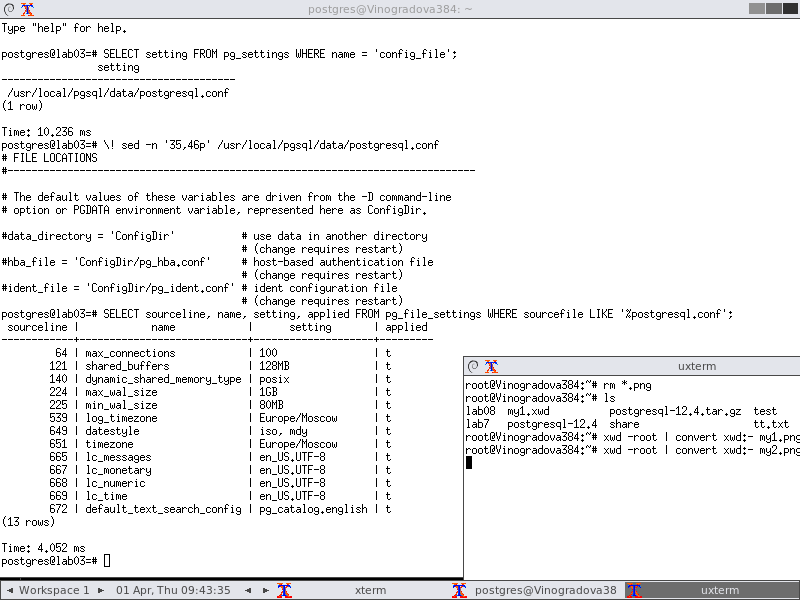 postgres@Vinogradova384: ~
Type "help" for help.
postgres@lab03=# SELECT setting FROM pg_settings WHERE name = 'config_file';
setting
-------------------------------------
/usr/local/pgsql/data/postgresql.conf
(1 row)
Time: 10.236 ms
postgres@lab03=# \! sed -n '35,46p' /usr/local/pgsql/data/postgresql.conf
# FILE LOCATIONS
#------------------------------------------------------------------------------
# The default values of these variables are driven from the -D command-line
# option or PGDATA environment variable, represented here as ConfigDir.
#data_directory = 'ConfigDir' # use data in another directory
# (change requires restart)
#hba_file = 'ConfigDir/pg_hba.conf' # host-based authentication file
# (change requires restart)
#ident_file = 'ConfigDir/pg_ident.conf' # ident configuration file
# (change requires restart)
postgres@lab03=# SELECT sourceline, name, setting, applied FROM pg_file_settings WHERE sourcefile LIKE '%postgresql.conf';
sourceline | name | setting | applied
------------+----------------------------+--------------------+---------
64 | max_connections | 100 | t
121 | shared_buffers | 128MB | t
140 | dynamic_shared_memory_type | posix | t
224 | max_wal_size | 1GB | t
225 | min_wal_size | 80MB | t
539 | log_timezone | Europe/Moscow | t
649 | datestyle | iso, mdy | t
651 | timezone | Europe/Moscow | t
665 | lc_messages | en_US.UTF-8 | t
667 | lc_monetary | en_US.UTF-8 | t
668 | lc_numeric | en_US.UTF-8 | t
669 | lc_time | en_US.UTF-8 | t
672 | default_text_search_config | pg_catalog.english | t
(13 rows)
Time: 4.052 ms
postgres@lab03=#
uxterm
root@Vinogradova384:~# rm *.png
root@Vinogradova384:~# ls
lab08 my1.xwd postgresql-12.4.tar.gz test
lab7 postgresql-12.4 share tt.txt
root@Vinogradova384:~# xwd -root | convert xwd:- my1.png
root@Vinogradova384:~# xwd -root | convert xwd:- my2.png
Workspace 1 01 Apr, Thu 09:43:35 xterm postgres@Vinogradova38 uxterm